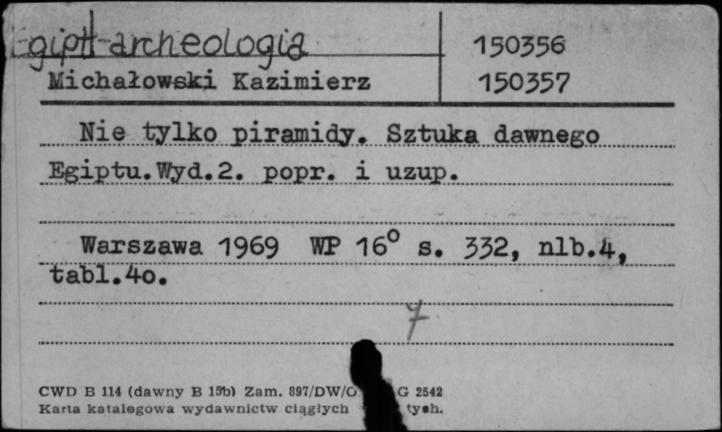 Egipt-archeologia 150356
Michałowski Kazimierz 150357
Nie tylko piramidy. Sztuka dawnego
Egiptu.Wyd.2. popr. i uzup.
Warszawa 1969 WP 16° s. 332, nlb.4,
tabl.4o.
7
CWD B 114 (dawny B 15b) Zam. 897/DW/O G 2542
Karta katalogowa wydawnictw ciągłych